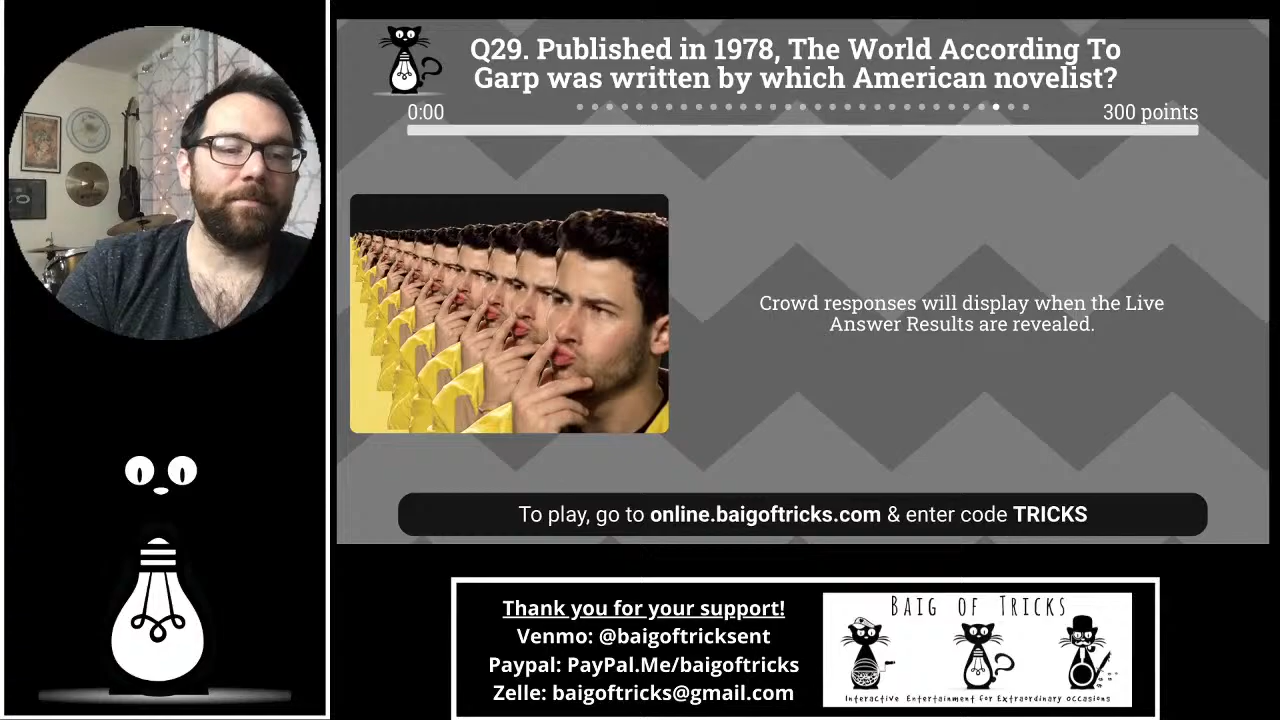 Q29. Published in 1978, The World According To
Garp was written by which American novelist?
0:00
300 points
Crowd responses will display when the Live
Answer Results are revealed.
To play, go to online.baigoftricks.com & enter code TRICKS
Thank you for your support!
Venmo: @baigoftricksent
Paypal: PayPal.Me/baigoftricks
Zelle: baigoftricks@gmail.com
BAIG OF TRICKS
Interactive Entertainment for Extraordinary occasions